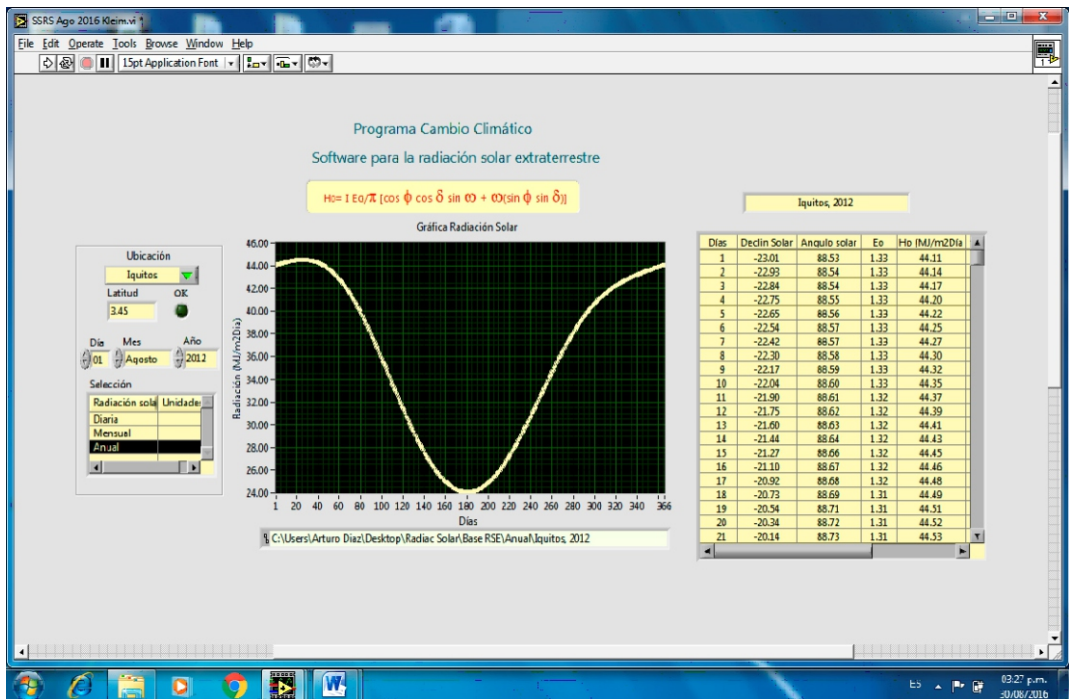 SSRS Ago 2016 Kleim.vi *
File Edit Operate Tools Browse Window Help
15pt Application Font
1
Programa Cambio Climático
Software para la radiación solar extraterrestre
H0= I Eo/π [cos ϕ cos δ sin ω + ω(sin ϕ sin δ)]
Iquitos, 2012
Ubicación
Iquitos
Latitud OK
3.45
Día Mes Año
01 Agosto 2012
Selección
Radiación sola Unidades
Diaria
Mensual
Anual
Gráfica Radiación Solar
Radiación (MJ/m2Día)
46.00
44.00
42.00
40.00
38.00
36.00
34.00
32.00
30.00
28.00
26.00
24.00
1 20 40 60 80 100 120 140 160 180 200 220 240 260 280 300 320 340 366
Días
C:\Users\Arturo Diaz\Desktop\Radiac Solar\Base RSE\Anual\Iquitos, 2012
Días Declin Solar Angulo solar Eo Ho (MJ/m2Día
1 -23.01 88.53 1.33 44.11
2 -22.93 88.54 1.33 44.14
3 -22.84 88.54 1.33 44.17
4 -22.75 88.55 1.33 44.20
5 -22.65 88.56 1.33 44.22
6 -22.54 88.57 1.33 44.25
7 -22.42 88.57 1.33 44.27
8 -22.30 88.58 1.33 44.30
9 -22.17 88.59 1.33 44.32
10 -22.04 88.60 1.33 44.35
11 -21.90 88.61 1.32 44.37
12 -21.75 88.62 1.32 44.39
13 -21.60 88.63 1.32 44.41
14 -21.44 88.64 1.32 44.43
15 -21.27 88.66 1.32 44.45
16 -21.10 88.67 1.32 44.46
17 -20.92 88.68 1.32 44.48
18 -20.73 88.69 1.31 44.49
19 -20.54 88.71 1.31 44.51
20 -20.34 88.72 1.31 44.52
21 -20.14 88.73 1.31 44.53
ES
03:27 p.m.
30/08/2016